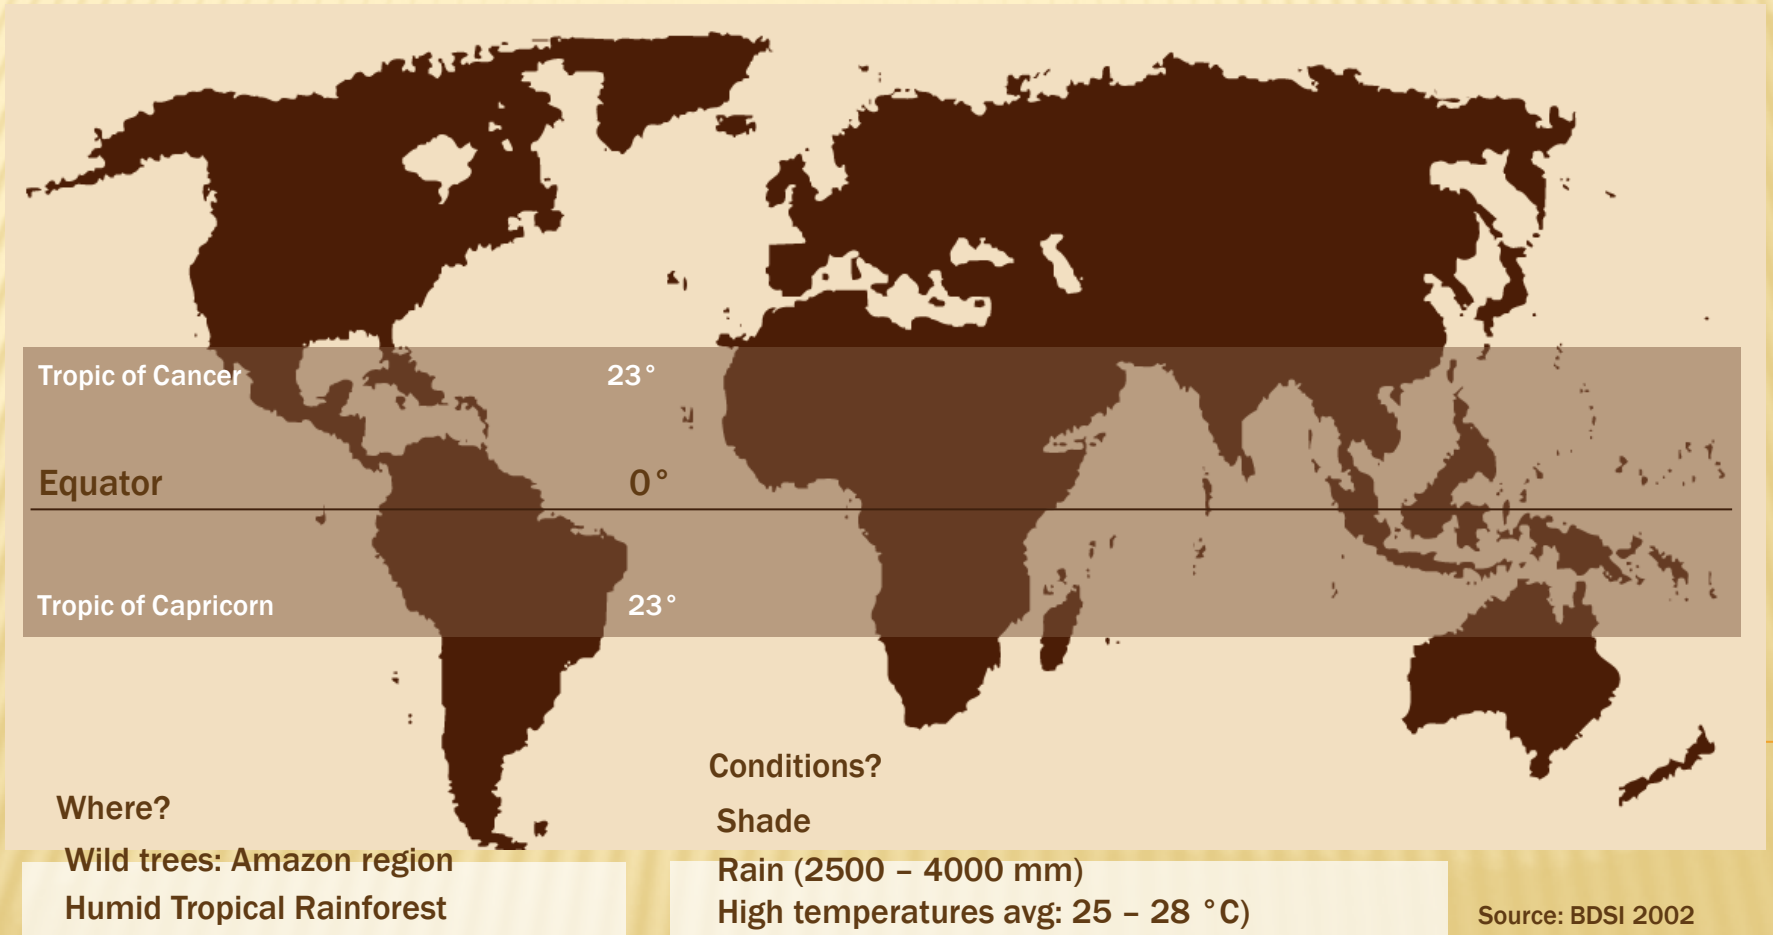 Tropic of Cancer 23°
Equator 0°
Tropic of Capricorn 23°
Where?
Wild trees: Amazon region
Humid Tropical Rainforest
Conditions?
Shade
Rain (2500 – 4000 mm)
High temperatures avg: 25 – 28 °C)
Source: BDSI 2002